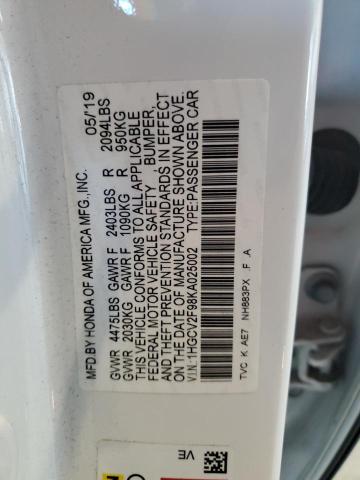 MFD.BY HONDA OF AMERICA MFG.,INC. 05/19
GVWR 4475LBS GAWR F 2403LBS R 2094LBS
GVWR 2030KG GAWR F 1090KG R 950KG
THIS VEHICLE CONFORMS TO ALL APPLICABLE
FEDERAL MOTOR VEHICLE SAFETY BUMPER,
AND THEFT PREVENTION STANDARDS IN EFFECT
ON THE DATE OF MANUFACTURE SHOWN ABOVE.
V.I.N.:1HGCV2F98KA025002 TYPE:PASSENGER CAR
TVC K AE7 NH883PX F A
VE